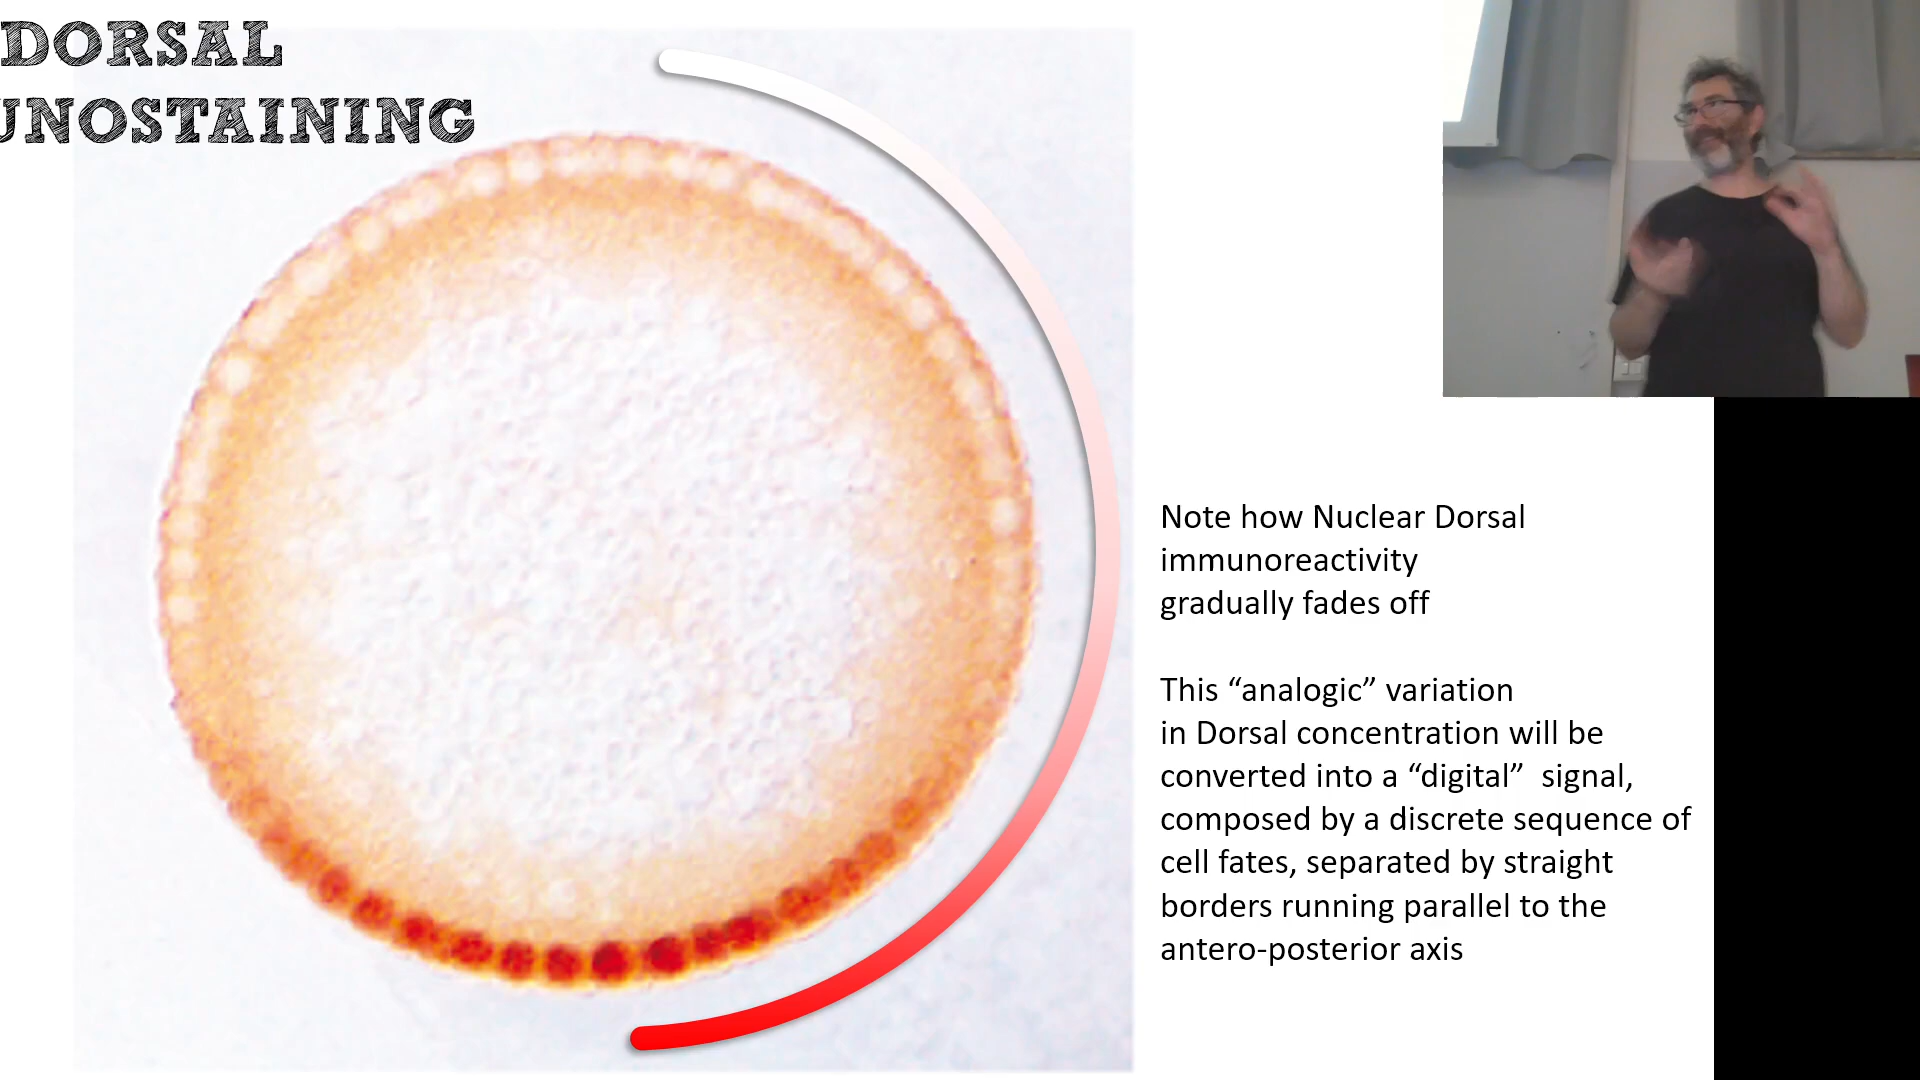 DORSAL
UNOSTAINING
Note how Nuclear Dorsal
immunoreactivity
gradually fades off
This “analogic” variation
in Dorsal concentration will be
converted into a “digital”  signal,
composed by a discrete sequence of
cell fates, separated by straight
borders running parallel to the
antero-posterior axis